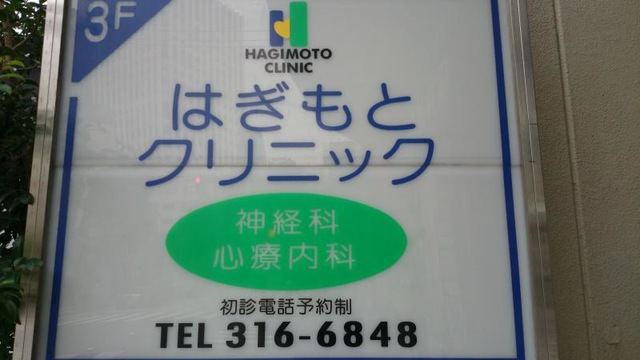 3F
HAGIMOTO
CLINIC
はぎもと
クリニック
神経科
心療内科
初診電話予約制
TEL 316-6848